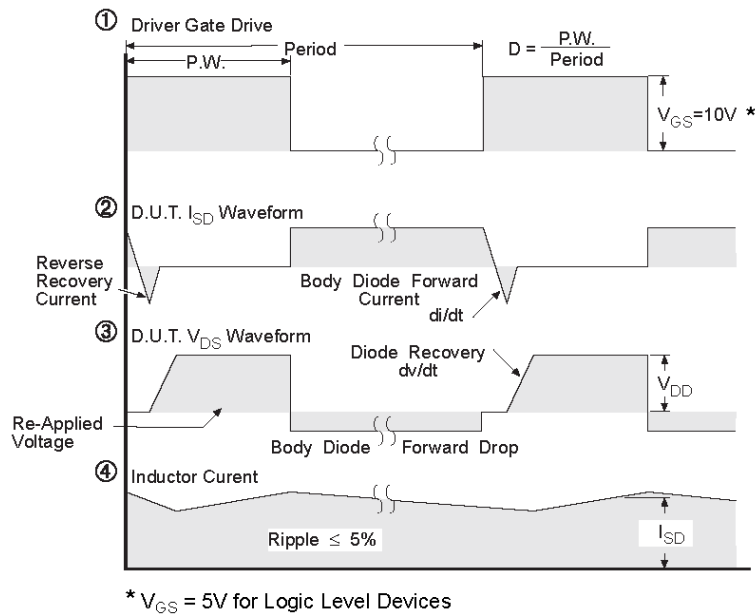 ① Driver Gate Drive
Period
P.W.
D = P.W.
Period
V_GS=10V *
② D.U.T. I_SD Waveform
Reverse
Recovery
Current
Body Diode Forward
Current
di/dt
③ D.U.T. V_DS Waveform
Diode Recovery
dv/dt
V_DD
Re-Applied
Voltage
Body Diode Forward Drop
④ Inductor Curent
Ripple ≤ 5%
I_SD
* V_GS = 5V for Logic Level Devices